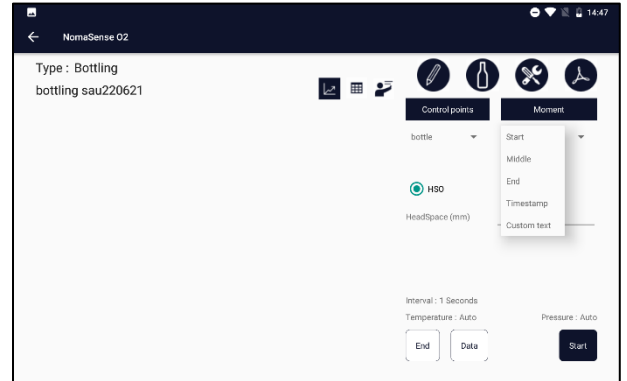 14:47
NomaSense O2
Type : Bottling
bottling sau220621
Control points
Moment
bottle
Start
Middle
End
Timestamp
Custom text
HSO
HeadSpace (mm)
Interval : 1 Seconds
Temperature : Auto
Pressure : Auto
End
Data
Start